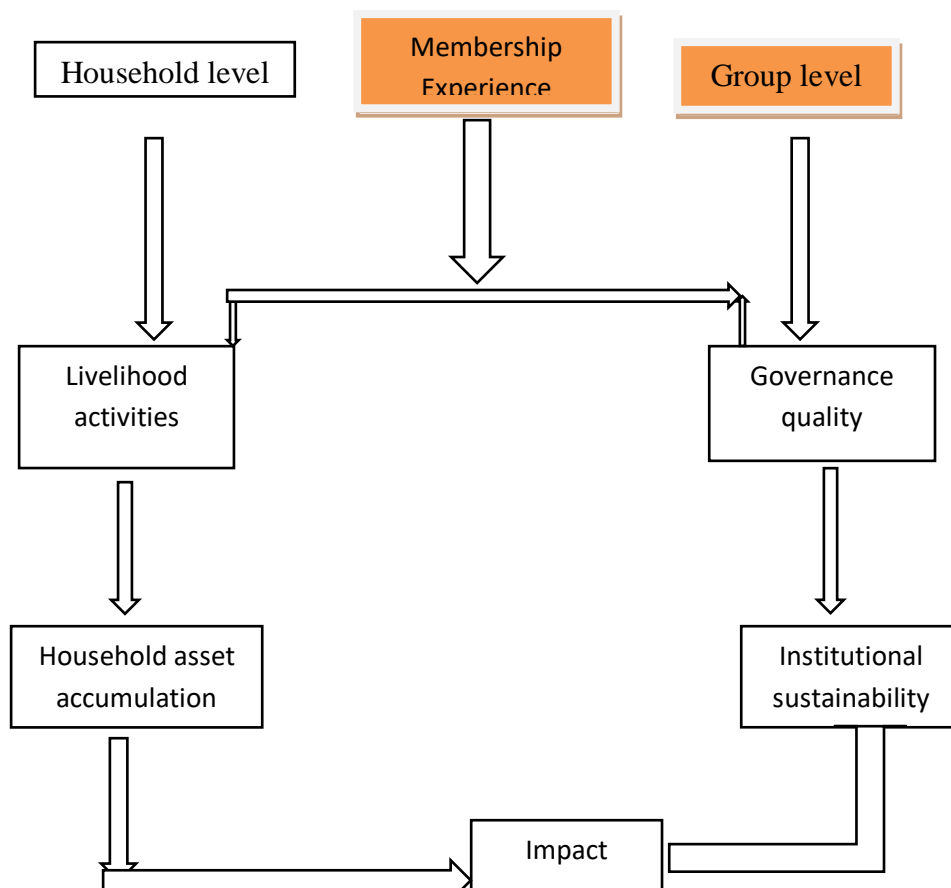 Household level
Membership
Experience
Group level
Livelihood
activities
Governance
quality
Household asset
accumulation
Institutional
sustainability
Impact